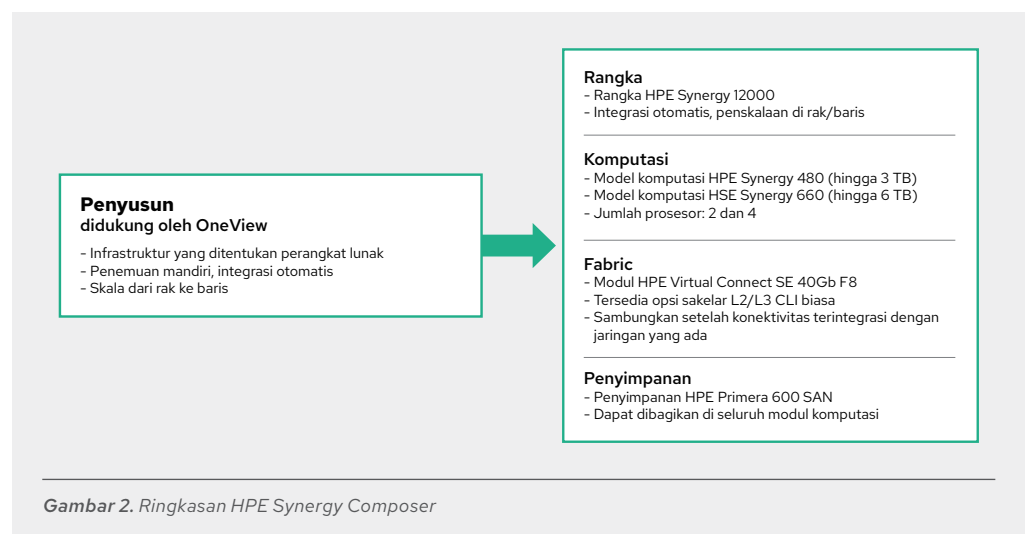 Penyusun
didukung oleh OneView
- Infrastruktur yang ditentukan perangkat lunak
- Penemuan mandiri, integrasi otomatis
- Skala dari rak ke baris
Rangka
- Rangka HPE Synergy 12000
- Integrasi otomatis, penskalaan di rak/baris
Komputasi
- Model komputasi HPE Synergy 480 (hingga 3 TB)
- Model komputasi HSE Synergy 660 (hingga 6 TB)
- Jumlah prosesor: 2 dan 4
Fabric
- Modul HPE Virtual Connect SE 40Gb F8
- Tersedia opsi sakelar L2/L3 CLI biasa
- Sambungkan setelah konektivitas terintegrasi dengan
jaringan yang ada
Penyimpanan
- Penyimpanan HPE Primera 600 SAN
- Dapat dibagikan di seluruh modul komputasi
Gambar 2. Ringkasan HPE Synergy Composer